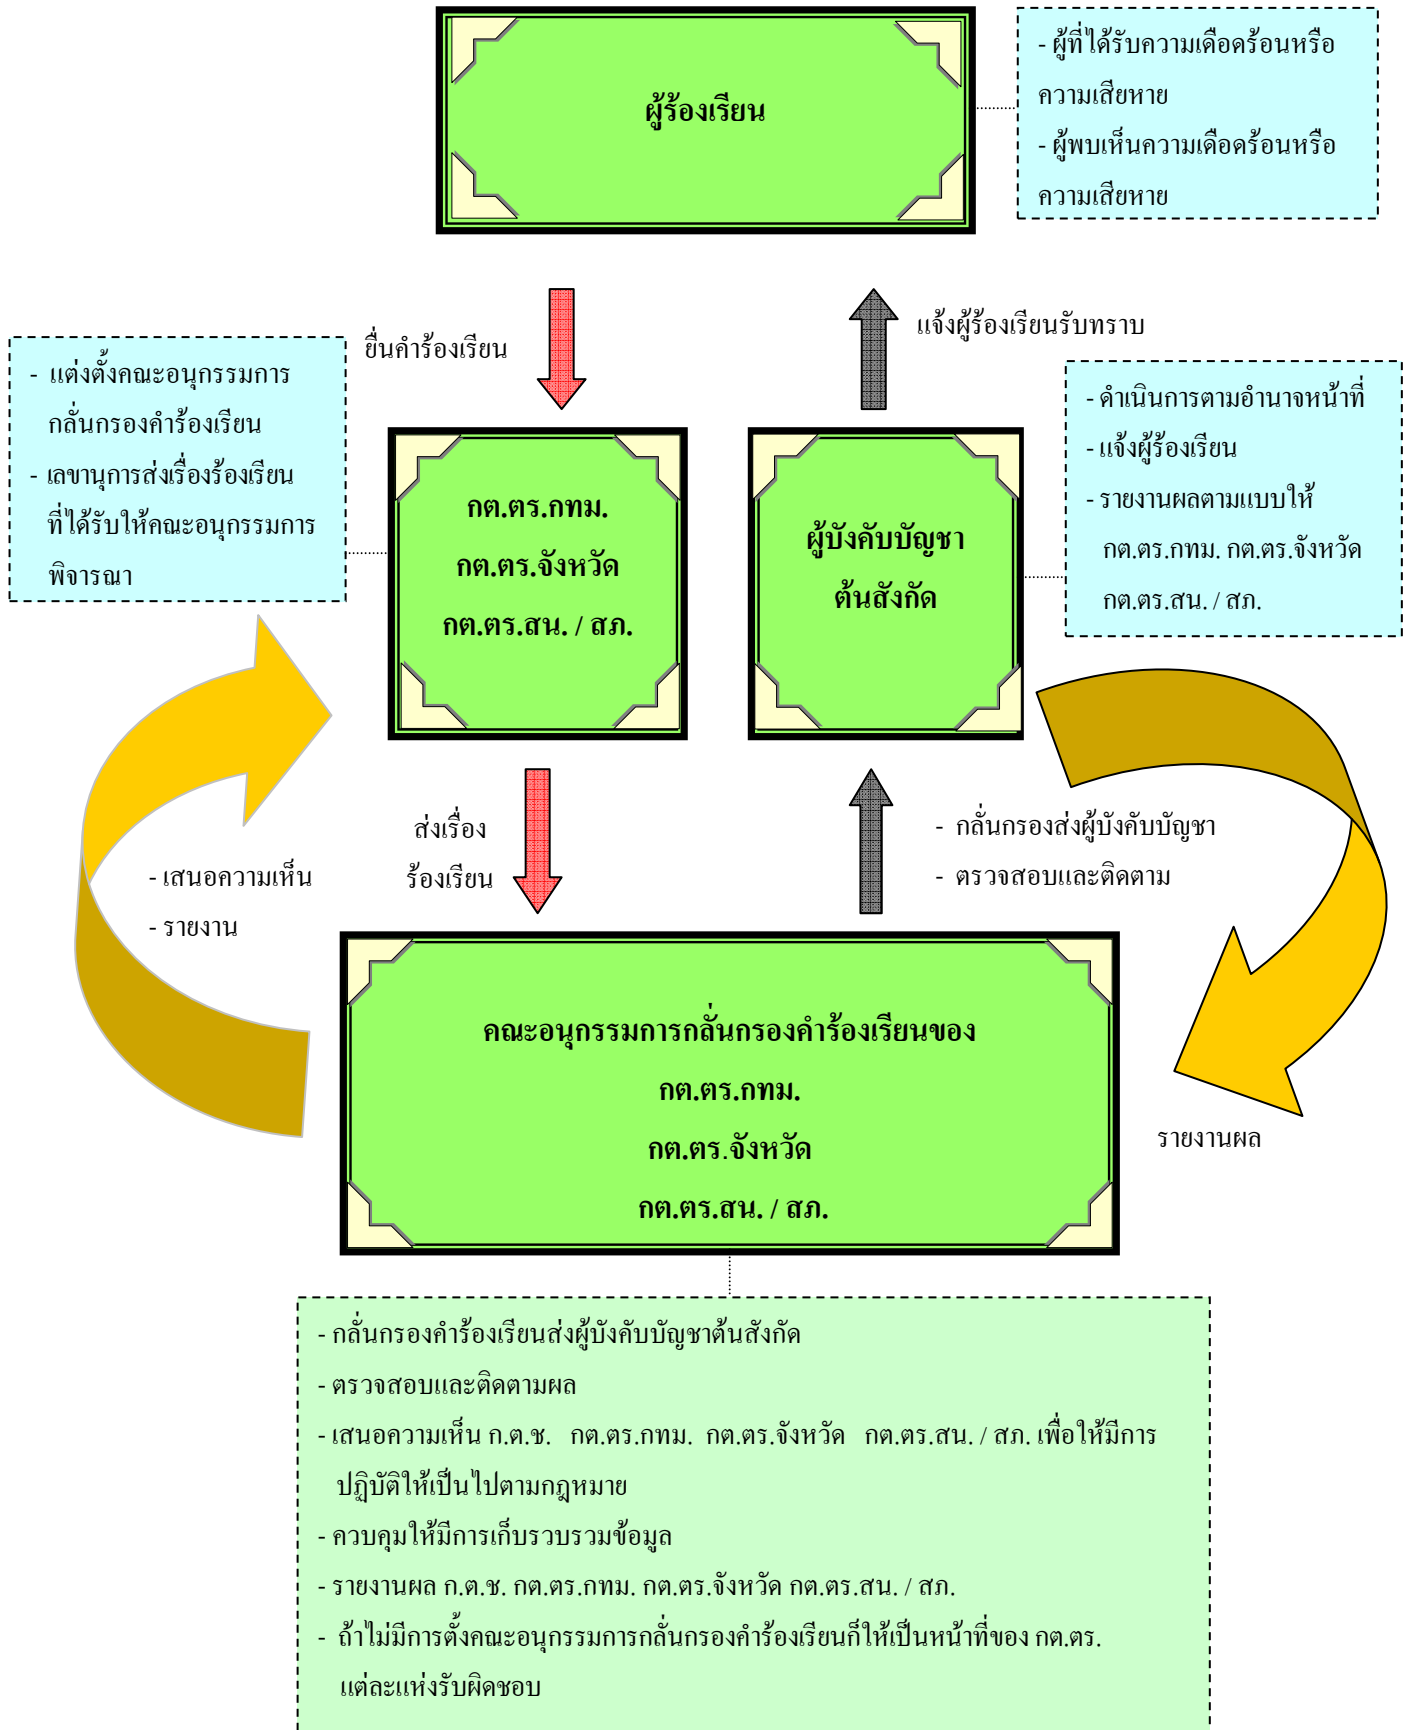 ผู้ร้องเรียน
- ผู้ที่ได้รับความเดือดร้อนหรือ
ความเสียหาย
- ผู้พบเห็นความเดือดร้อนหรือ
ความเสียหาย
ยื่นคำร้องเรียน
แจ้งผู้ร้องเรียนรับทราบ
- แต่งตั้งคณะอนุกรรมการ
กลั่นกรองคำร้องเรียน
- เลขานุการส่งเรื่องร้องเรียน
ที่ได้รับให้คณะอนุกรรมการ
พิจารณา
กต.ตร.กทม.
กต.ตร.จังหวัด
กต.ตร.สน. / สภ.
ผู้บังคับบัญชา
ต้นสังกัด
- ดำเนินการตามอำนาจหน้าที่
- แจ้งผู้ร้องเรียน
- รายงานผลตามแบบให้
กต.ตร.กทม. กต.ตร.จังหวัด
กต.ตร.สน. / สภ.
- เสนอความเห็น
- รายงาน
ส่งเรื่อง
ร้องเรียน
- กลั่นกรองส่งผู้บังคับบัญชา
- ตรวจสอบและติดตาม
คณะอนุกรรมการกลั่นกรองคำร้องเรียนของ
กต.ตร.กทม.
กต.ตร.จังหวัด
กต.ตร.สน. / สภ.
รายงานผล
- กลั่นกรองคำร้องเรียนส่งผู้บังคับบัญชาต้นสังกัด
- ตรวจสอบและติดตามผล
- เสนอความเห็น ก.ต.ช. กต.ตร.กทม. กต.ตร.จังหวัด กต.ตร.สน. / สภ. เพื่อให้มีการ
ปฏิบัติให้เป็นไปตามกฎหมาย
- ควบคุมให้มีการเก็บรวบรวมข้อมูล
- รายงานผล ก.ต.ช. กต.ตร.กทม. กต.ตร.จังหวัด กต.ตร.สน. / สภ.
- ถ้าไม่มีการตั้งคณะอนุกรรมการกลั่นกรองคำร้องเรียนก็ให้เป็นหน้าที่ของ กต.ตร.
แต่ละแห่งรับผิดชอบ